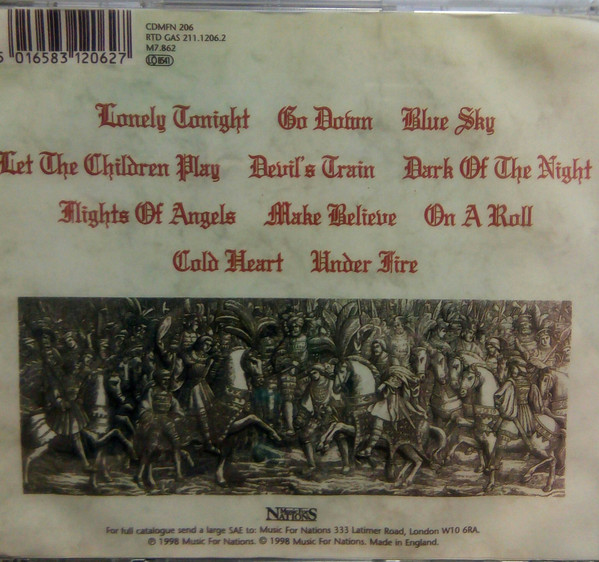 CDMFN 206
RTD GAS 211.1206.2
M7.862
LC 8641
5 016583 120627
Lonely Tonight Go Down Blue Sky
Let The Children Play Devil's Train Dark Of The Night
Flights Of Angels Make Believe On A Roll
Cold Heart Under Fire
Music For
NATIONS
For full catalogue send a large SAE to: Music For Nations 333 Latimer Road, London W10 6RA.
℗ 1998 Music For Nations. © 1998 Music For Nations. Made in England.